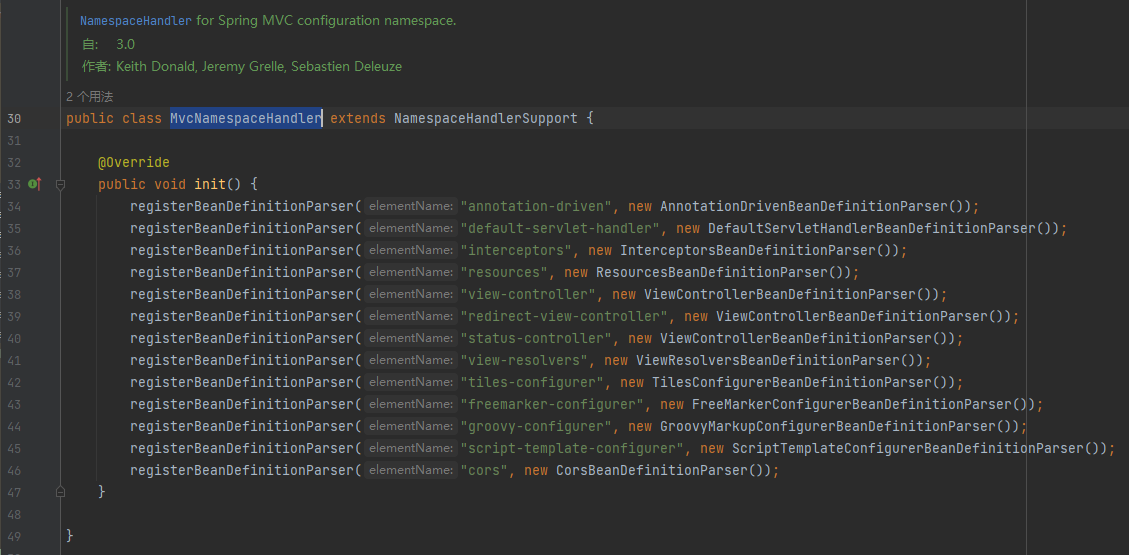 NamespaceHandler for Spring MVC configuration namespace.
自: 3.0
作者: Keith Donald, Jeremy Grelle, Sebastien Deleuze
2 个用法
30 public class MvcNamespaceHandler extends NamespaceHandlerSupport {
31
32 @Override
33 public void init() {
34 registerBeanDefinitionParser( elementName: "annotation-driven", new AnnotationDrivenBeanDefinitionParser());
35 registerBeanDefinitionParser( elementName: "default-servlet-handler", new DefaultServletHandlerBeanDefinitionParser());
36 registerBeanDefinitionParser( elementName: "interceptors", new InterceptorsBeanDefinitionParser());
37 registerBeanDefinitionParser( elementName: "resources", new ResourcesBeanDefinitionParser());
38 registerBeanDefinitionParser( elementName: "view-controller", new ViewControllerBeanDefinitionParser());
39 registerBeanDefinitionParser( elementName: "redirect-view-controller", new ViewControllerBeanDefinitionParser());
40 registerBeanDefinitionParser( elementName: "status-controller", new ViewControllerBeanDefinitionParser());
41 registerBeanDefinitionParser( elementName: "view-resolvers", new ViewResolversBeanDefinitionParser());
42 registerBeanDefinitionParser( elementName: "tiles-configurer", new TilesConfigurerBeanDefinitionParser());
43 registerBeanDefinitionParser( elementName: "freemarker-configurer", new FreeMarkerConfigurerBeanDefinitionParser());
44 registerBeanDefinitionParser( elementName: "groovy-configurer", new GroovyMarkupConfigurerBeanDefinitionParser());
45 registerBeanDefinitionParser( elementName: "script-template-configurer", new ScriptTemplateConfigurerBeanDefinitionParser());
46 registerBeanDefinitionParser( elementName: "cors", new CorsBeanDefinitionParser());
47 }
48
49 }